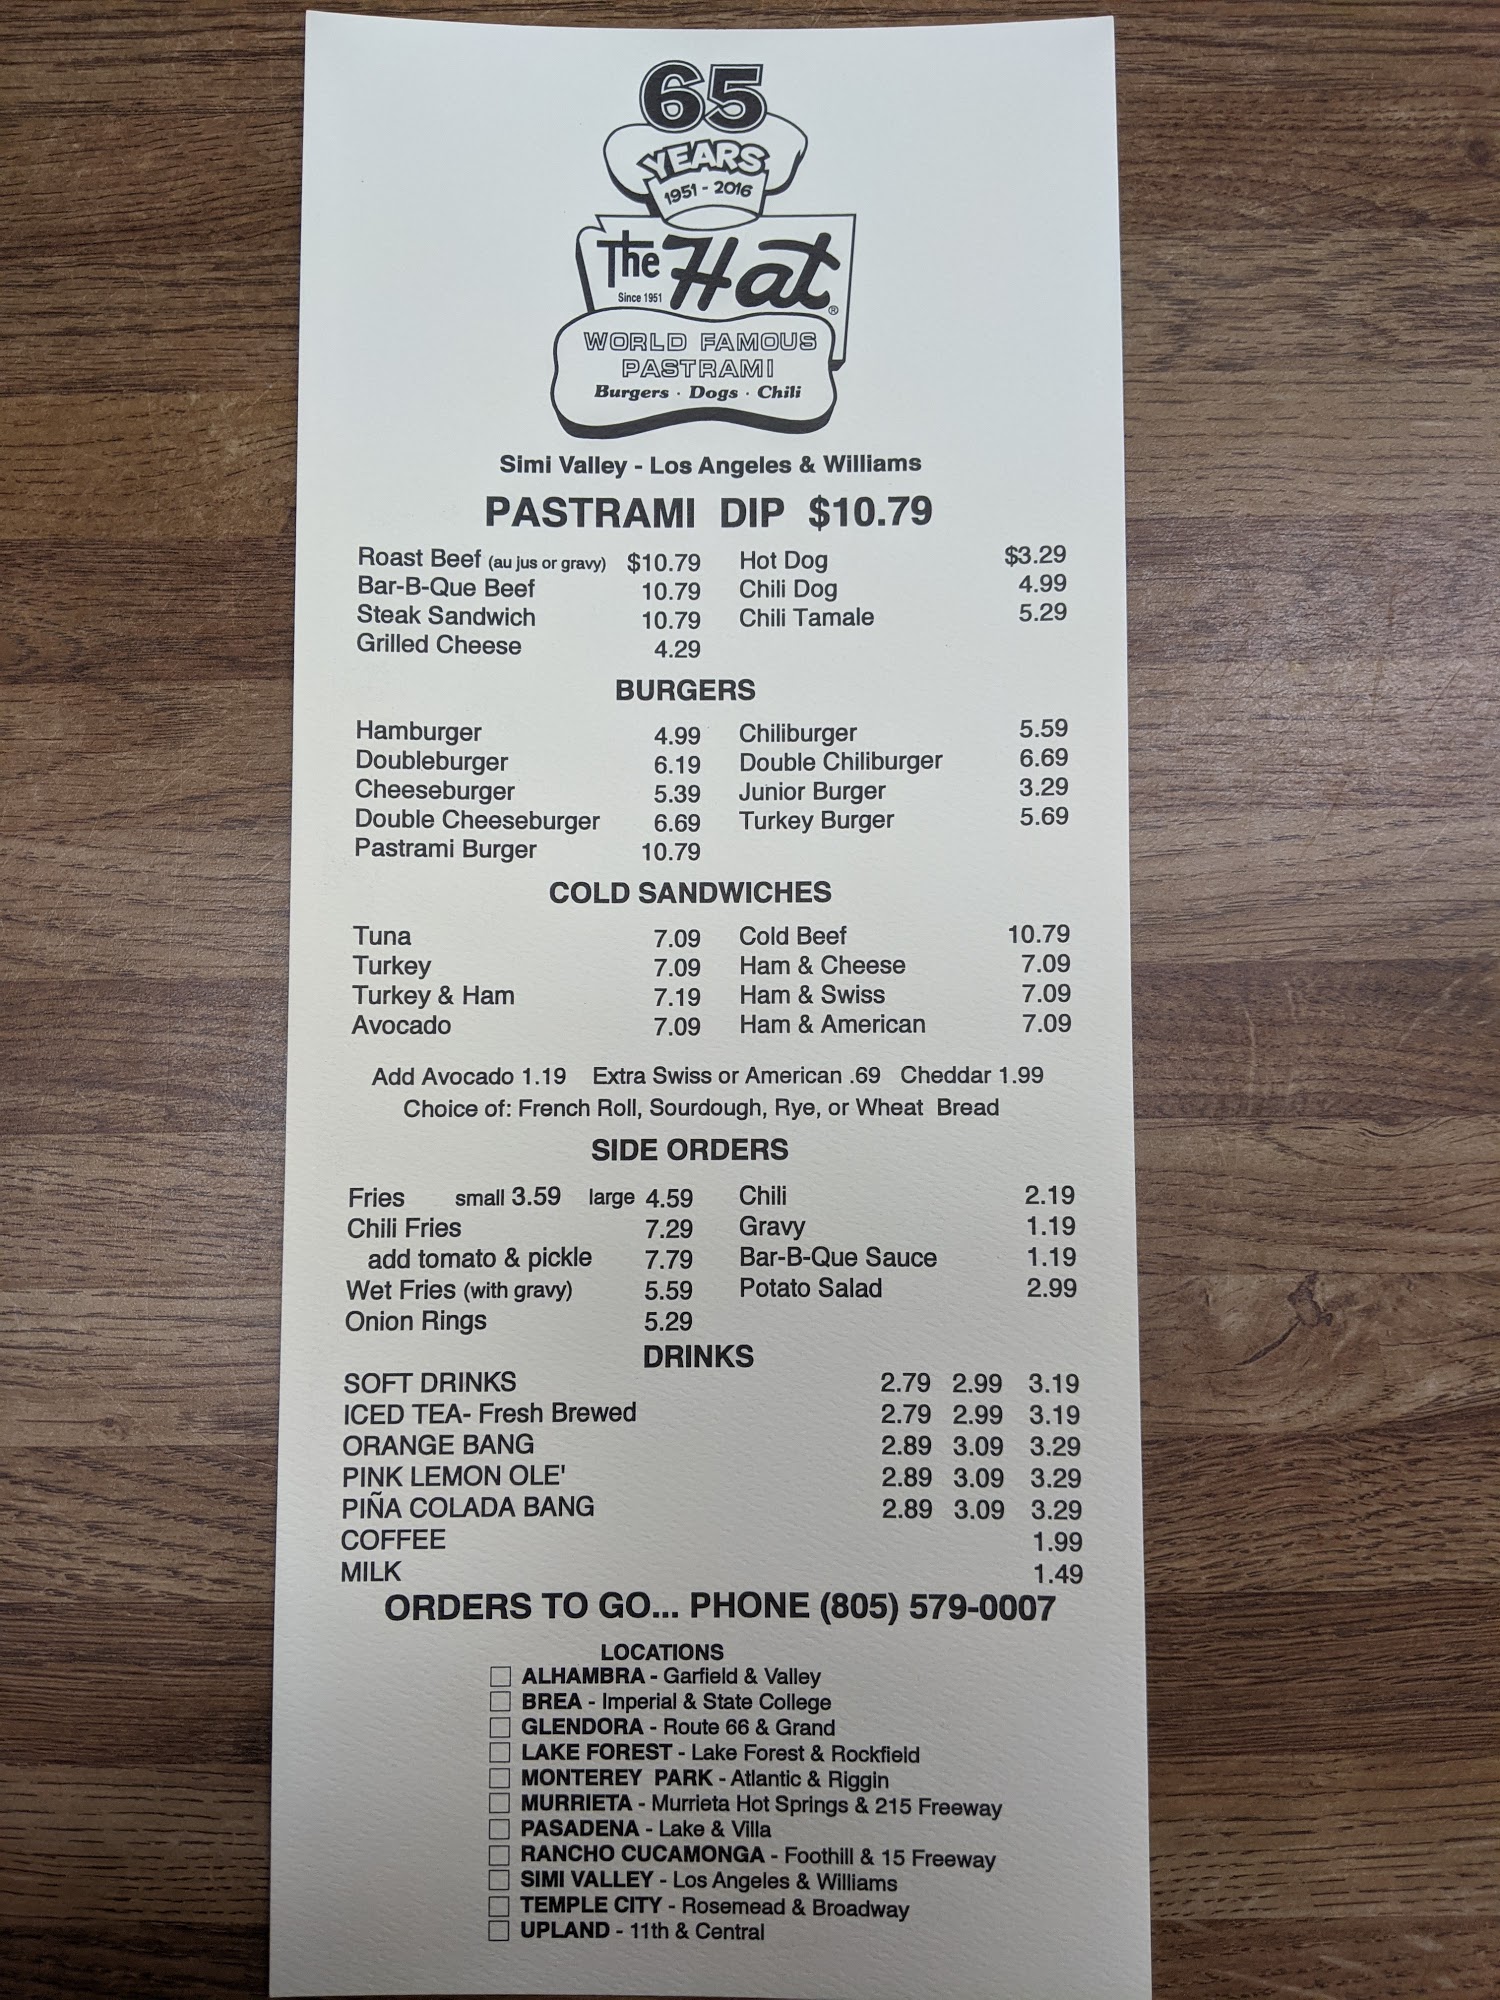 65
YEARS
1951 - 2016
The Hat®
Since 1951
WORLD FAMOUS
PASTRAMI
Burgers · Dogs · Chili
Simi Valley - Los Angeles & Williams
PASTRAMI DIP $10.79
Roast Beef (au jus or gravy) $10.79 Hot Dog $3.29
Bar-B-Que Beef 10.79 Chili Dog 4.99
Steak Sandwich 10.79 Chili Tamale 5.29
Grilled Cheese 4.29
BURGERS
Hamburger 4.99 Chiliburger 5.59
Doubleburger 6.19 Double Chiliburger 6.69
Cheeseburger 5.39 Junior Burger 3.29
Double Cheeseburger 6.69 Turkey Burger 5.69
Pastrami Burger 10.79
COLD SANDWICHES
Tuna 7.09 Cold Beef 10.79
Turkey 7.09 Ham & Cheese 7.09
Turkey & Ham 7.19 Ham & Swiss 7.09
Avocado 7.09 Ham & American 7.09
Add Avocado 1.19 Extra Swiss or American .69 Cheddar 1.99
Choice of: French Roll, Sourdough, Rye, or Wheat Bread
SIDE ORDERS
Fries small 3.59 large 4.59 Chili 2.19
Chili Fries 7.29 Gravy 1.19
add tomato & pickle 7.79 Bar-B-Que Sauce 1.19
Wet Fries (with gravy) 5.59 Potato Salad 2.99
Onion Rings 5.29
DRINKS
SOFT DRINKS 2.79 2.99 3.19
ICED TEA- Fresh Brewed 2.79 2.99 3.19
ORANGE BANG 2.89 3.09 3.29
PINK LEMON OLE' 2.89 3.09 3.29
PIÑA COLADA BANG 2.89 3.09 3.29
COFFEE 1.99
MILK 1.49
ORDERS TO GO... PHONE (805) 579-0007
LOCATIONS
ALHAMBRA - Garfield & Valley
BREA - Imperial & State College
GLENDORA - Route 66 & Grand
LAKE FOREST - Lake Forest & Rockfield
MONTEREY PARK - Atlantic & Riggin
MURRIETA - Murrieta Hot Springs & 215 Freeway
PASADENA - Lake & Villa
RANCHO CUCAMONGA - Foothill & 15 Freeway
SIMI VALLEY - Los Angeles & Williams
TEMPLE CITY - Rosemead & Broadway
UPLAND - 11th & Central